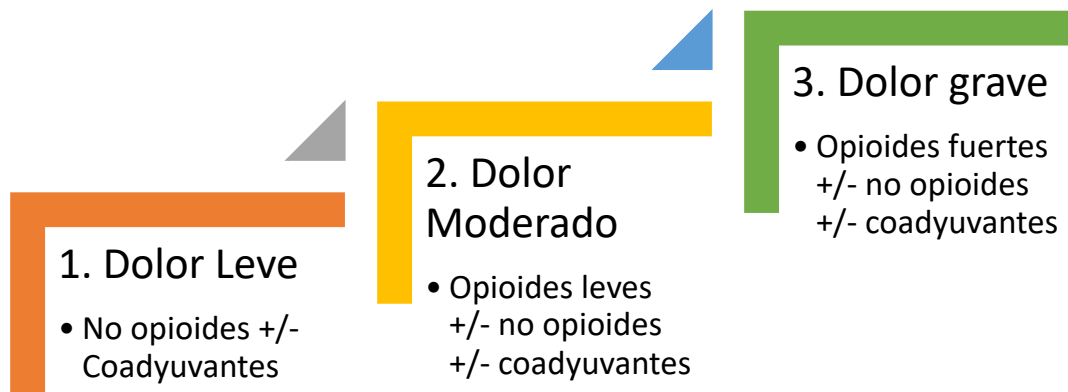 1. Dolor Leve
• No opioides +/-
Coadyuvantes
2. Dolor
Moderado
• Opioides leves
+/- no opioides
+/- coadyuvantes
3. Dolor grave
• Opioides fuertes
+/- no opioides
+/- coadyuvantes